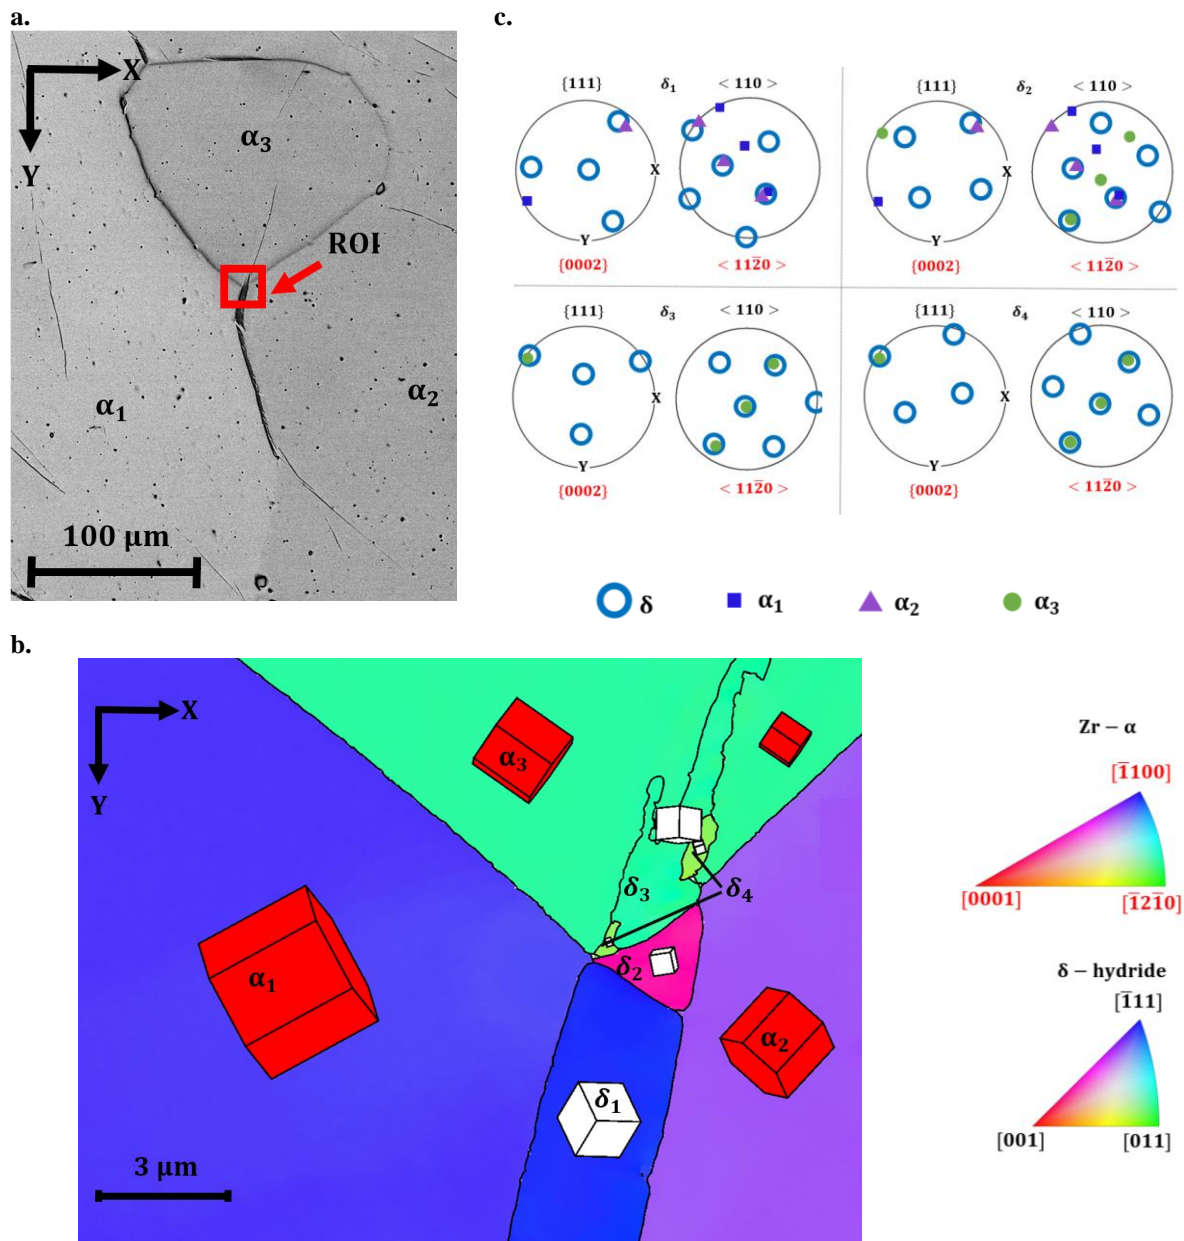 a.
X
Y
α₃
ROI
α₁
α₂
100 μm
c.
{111} δ₁ < 110 >
X
Y
{0002} < 112̅0 >
{111} δ₂ < 110 >
X
Y
{0002} < 112̅0 >
{111} δ₃ < 110 >
X
Y
{0002} < 112̅0 >
{111} δ₄ < 110 >
X
Y
{0002} < 112̅0 >
δ α₁ α₂ α₃
b.
X
Y
α₃
δ₃
δ₄
δ₂
α₁
α₂
δ₁
3 μm
Zr − α
[1̅100]
[0001] [1̅21̅0]
δ − hydride
[1̅11]
[001] [011]